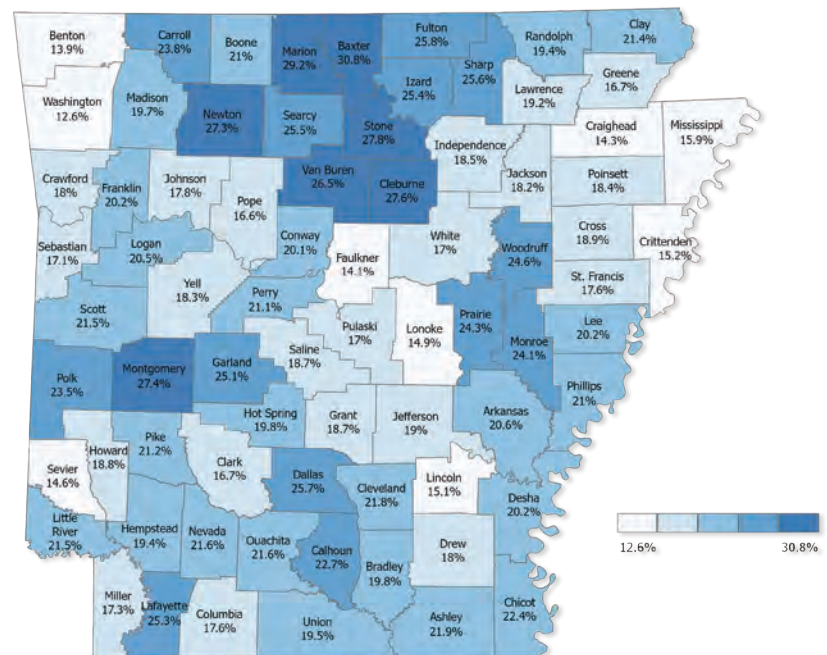 Benton
13.9%
Carroll
23.8%
Boone
21%
Marion
29.2%
Baxter
30.8%
Fulton
25.8%
Randolph
19.4%
Clay
21.4%
Washington
12.6%
Madison
19.7%
Newton
27.3%
Searcy
25.5%
Izard
25.4%
Sharp
25.6%
Lawrence
19.2%
Greene
16.7%
Stone
27.8%
Independence
18.5%
Craighead
14.3%
Mississippi
15.9%
Crawford
18%
Franklin
20.2%
Johnson
17.8%
Pope
16.6%
Van Buren
26.5%
Cleburne
27.6%
Jackson
18.2%
Poinsett
18.4%
Sebastian
17.1%
Logan
20.5%
Conway
20.1%
Faulkner
14.1%
White
17%
Woodruff
24.6%
Cross
18.9%
Crittenden
15.2%
Scott
21.5%
Yell
18.3%
Perry
21.1%
Pulaski
17%
Lonoke
14.9%
Prairie
24.3%
Monroe
24.1%
St. Francis
17.6%
Lee
20.2%
Polk
23.5%
Montgomery
27.4%
Garland
25.1%
Saline
18.7%
Phillips
21%
Hot Spring
19.8%
Grant
18.7%
Jefferson
19%
Arkansas
20.6%
Sevier
14.6%
Howard
18.8%
Pike
21.2%
Clark
16.7%
Dallas
25.7%
Cleveland
21.8%
Lincoln
15.1%
Desha
20.2%
Little
River
21.5%
Hempstead
19.4%
Nevada
21.6%
Ouachita
21.6%
Calhoun
22.7%
Bradley
19.8%
Drew
18%
Miller
17.3%
Lafayette
25.3%
Columbia
17.6%
Union
19.5%
Ashley
21.9%
Chicot
22.4%
12.6%
30.8%